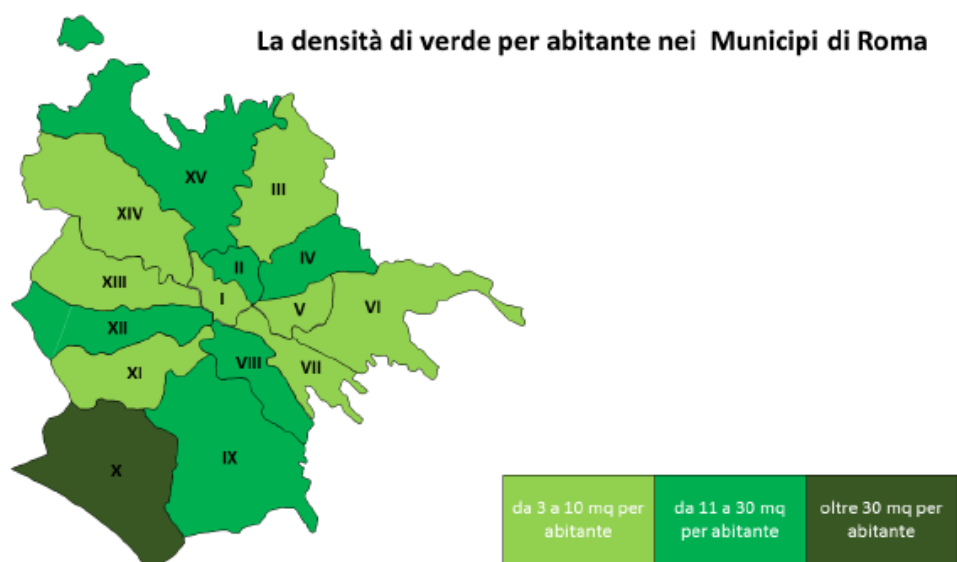 La densità di verde per abitante nei Municipi di Roma
XV
III
XIV
II
IV
XIII
I
V
VI
XII
VIII
VII
XI
IX
X
da 3 a 10 mq per
abitante
da 11 a 30 mq
per abitante
oltre 30 mq per
abitante